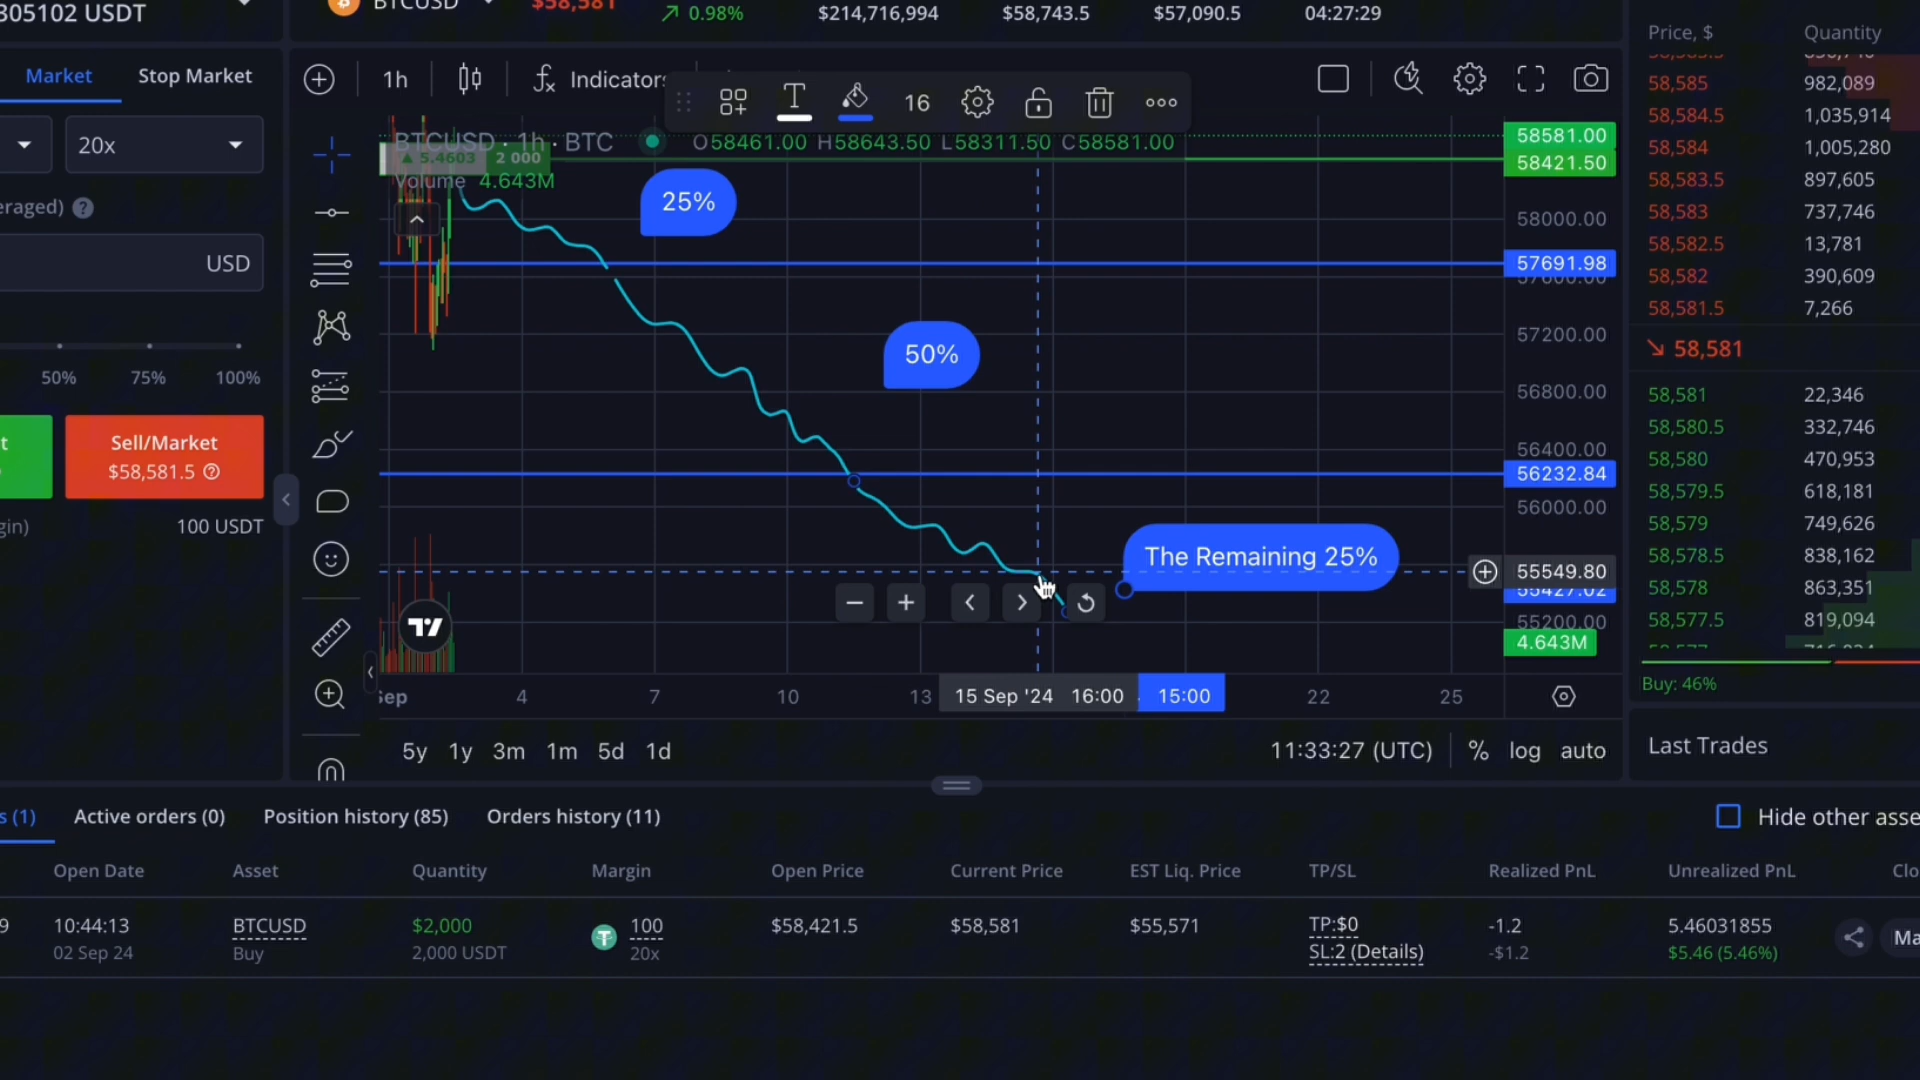 305102 USDT
BTCUSD $58,581 0.98% $214,716,994 $58,743.5 $57,090.5 04:27:29
Market Stop Market
20x
eraged) ?
USD
50% 75% 100%
t
Sell/Market
$58,581.5
gin) 100 USDT
1h Indicators 16
BTCUSD · 1h · BTC O58461.00 H58643.50 L58311.50 C58581.00
5.4603 2 000
Volume 4.643M
25%
50%
The Remaining 25%
58581.00
58421.50
58000.00
57691.98
57600.00
57200.00
56800.00
56400.00
56232.84
56000.00
55549.80
55427.02
55200.00
4.643M
Sep 4 7 10 13 15 Sep '24 16:00 15:00 22 25
5y 1y 3m 1m 5d 1d 11:33:27 (UTC) % log auto
Price, $ Quantity
58,585 982,089
58,584.5 1,035,914
58,584 1,005,280
58,583.5 897,605
58,583 737,746
58,582.5 13,781
58,582 390,609
58,581.5 7,266
58,581
58,581 22,346
58,580.5 332,746
58,580 470,953
58,579.5 618,181
58,579 749,626
58,578.5 838,162
58,578 863,351
58,577.5 819,094
Buy: 46%
Last Trades
s (1) Active orders (0) Position history (85) Orders history (11) Hide other asse
Open Date Asset Quantity Margin Open Price Current Price EST Liq. Price TP/SL Realized PnL Unrealized PnL Clo
9 10:44:13 BTCUSD $2,000 100 $58,421.5 $58,581 $55,571 TP:$0 -1.2 5.46031855 Ma
02 Sep 24 Buy 2,000 USDT 20x SL:2 (Details) -$1.2 $5.46 (5.46%)